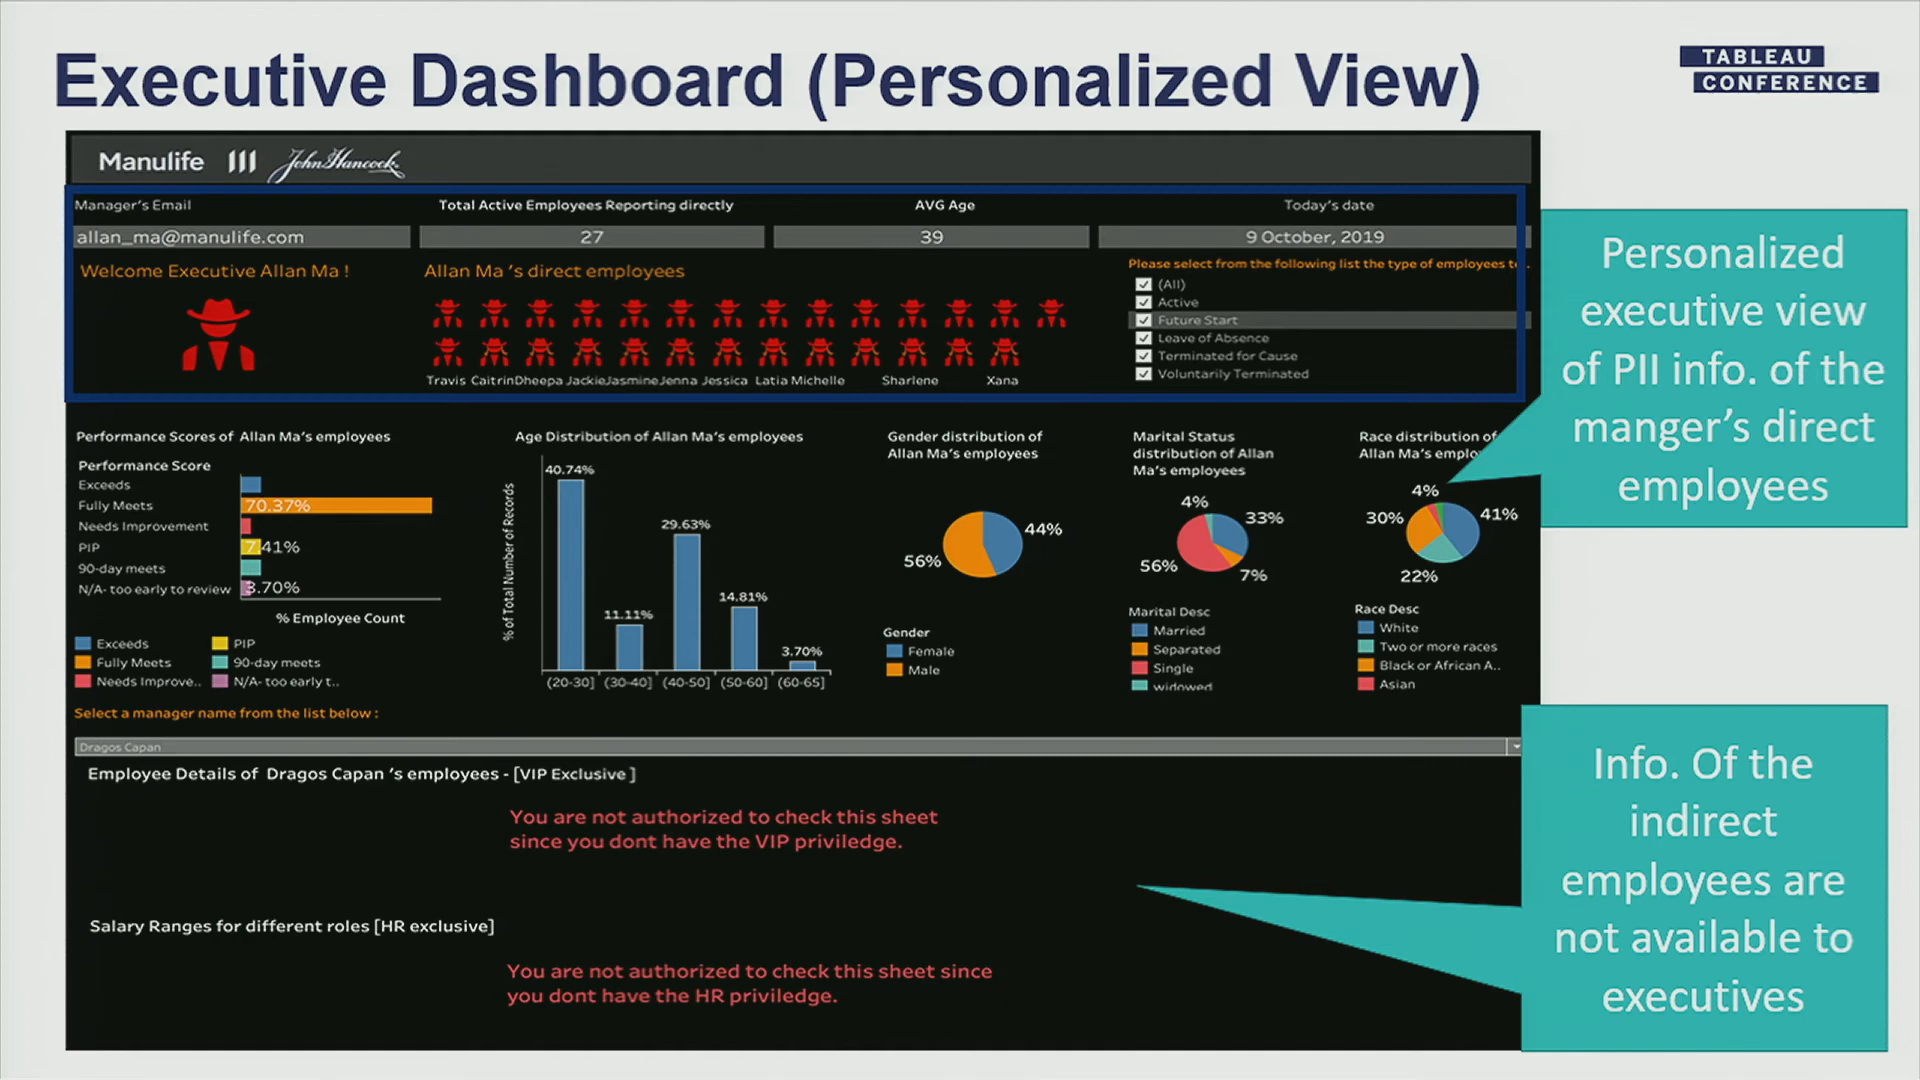 Executive Dashboard (Personalized View)
TABLEAU
CONFERENCE
Manulife John Hancock
Manager's Email
Total Active Employees Reporting directly
AVG Age
Today's date
allan_ma@manulife.com
27
39
9 October, 2019
Welcome Executive Allan Ma !
Allan Ma 's direct employees
Travis Caitrin Dheepa Jackie Jasmine Jenna Jessica Latia Michelle Sharlene Xana
Please select from the following list the type of employees to..
(All)
Active
Future Start
Leave of Absence
Terminated for Cause
Voluntarily Terminated
Personalized
executive view
of PII info. of the
manger's direct
employees
Performance Scores of Allan Ma's employees
Performance Score
Exceeds
Fully Meets 70.37%
Needs Improvement
PIP 7.41%
90-day meets
N/A- too early to review 3.70%
% Employee Count
Exceeds
Fully Meets
Needs Improve..
PIP
90-day meets
N/A- too early t..
Age Distribution of Allan Ma's employees
% of Total Number of Records
40.74%
11.11%
29.63%
14.81%
3.70%
(20-30] (30-40] (40-50] (50-60] (60-65]
Gender distribution of
Allan Ma's employees
44%
56%
Gender
Female
Male
Marital Status
distribution of Allan
Ma's employees
4%
33%
56%
7%
Marital Desc
Married
Separated
Single
widowed
Race distribution of
Allan Ma's
4%
30%
41%
22%
Race Desc
White
Two or more races
Black or African A..
Asian
Select a manager name from the list below :
Dragos Capan
Employee Details of Dragos Capan 's employees - [VIP Exclusive ]
You are not authorized to check this sheet
since you dont have the VIP priviledge.
Salary Ranges for different roles [HR exclusive]
You are not authorized to check this sheet since
you dont have the HR priviledge.
Info. Of the
indirect
employees are
not available to
executives